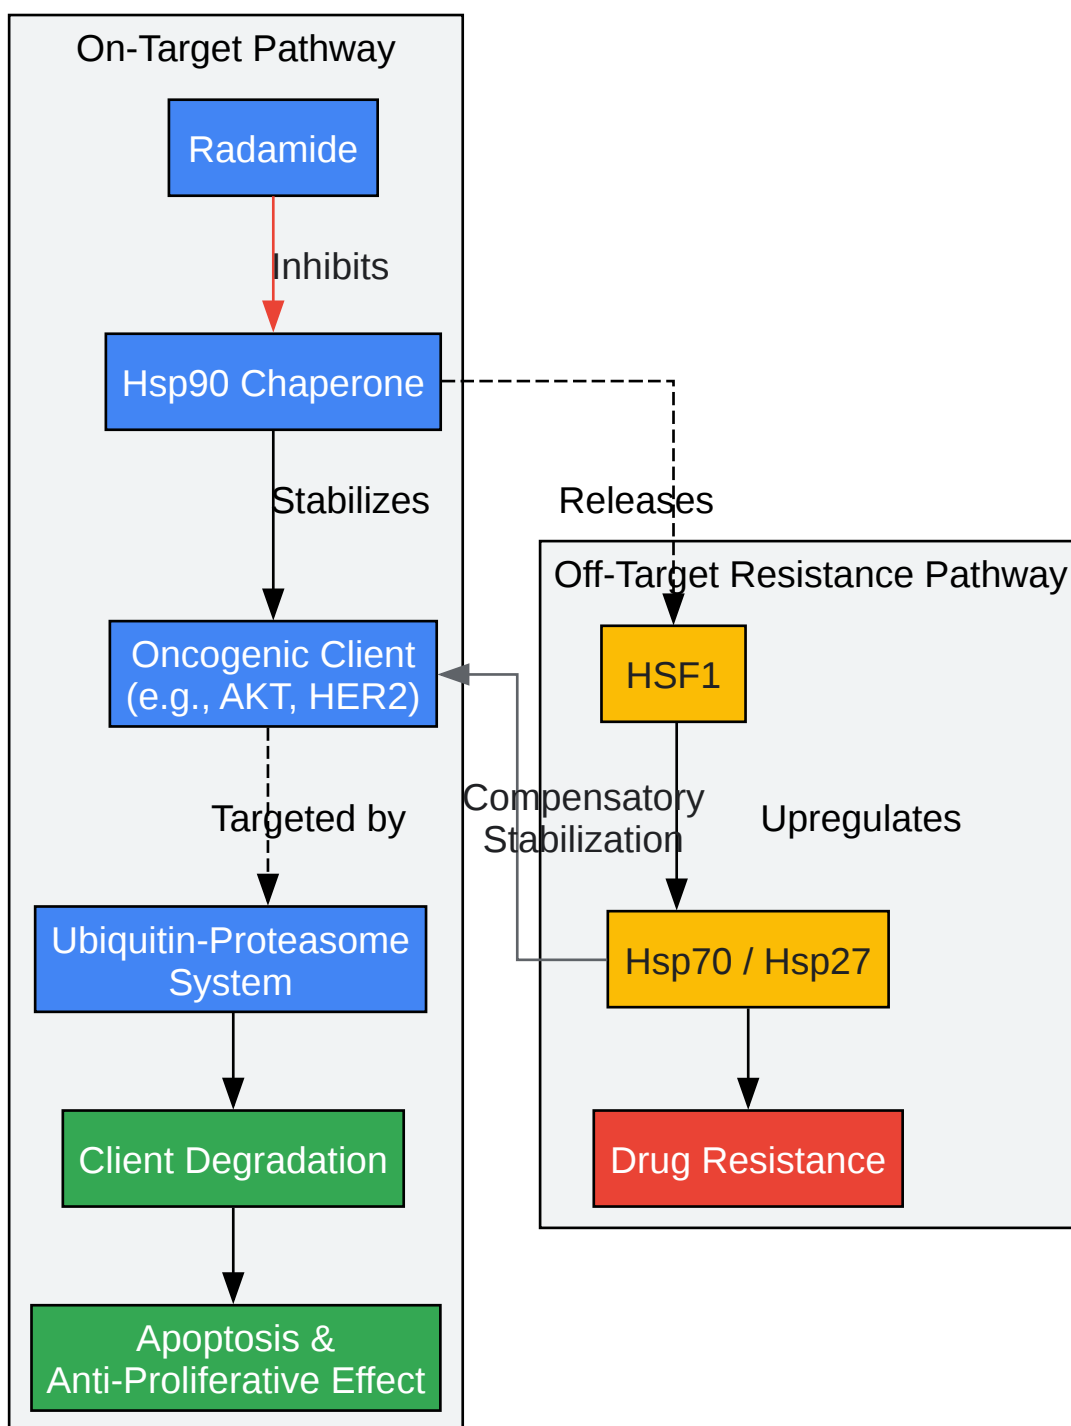 On-Target Pathway
Radamide
Inhibits
Hsp90 Chaperone
Stabilizes
Releases
Off-Target Resistance Pathway
Oncogenic Client
(e.g., AKT, HER2)
HSF1
Targeted by
Compensatory
Stabilization
Upregulates
Ubiquitin-Proteasome
System
Hsp70 / Hsp27
Client Degradation
Drug Resistance
Apoptosis &
Anti-Proliferative Effect